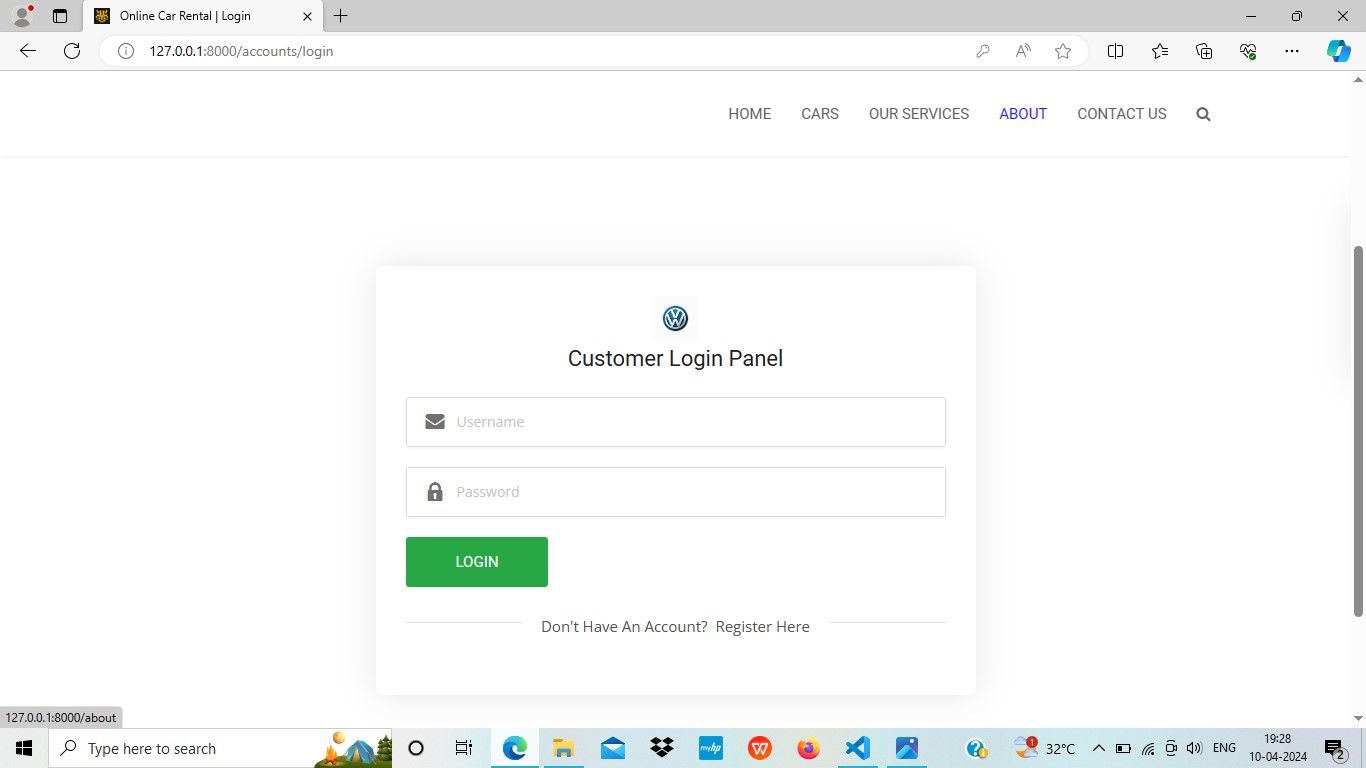 Online Car Rental | Login
127.0.0.1:8000/accounts/login
HOME CARS OUR SERVICES ABOUT CONTACT US
Customer Login Panel
Username
Password
LOGIN
Don't Have An Account? Register Here
127.0.0.1:8000/about
Type here to search
1
32°C
ENG
19:28
10-04-2024
2